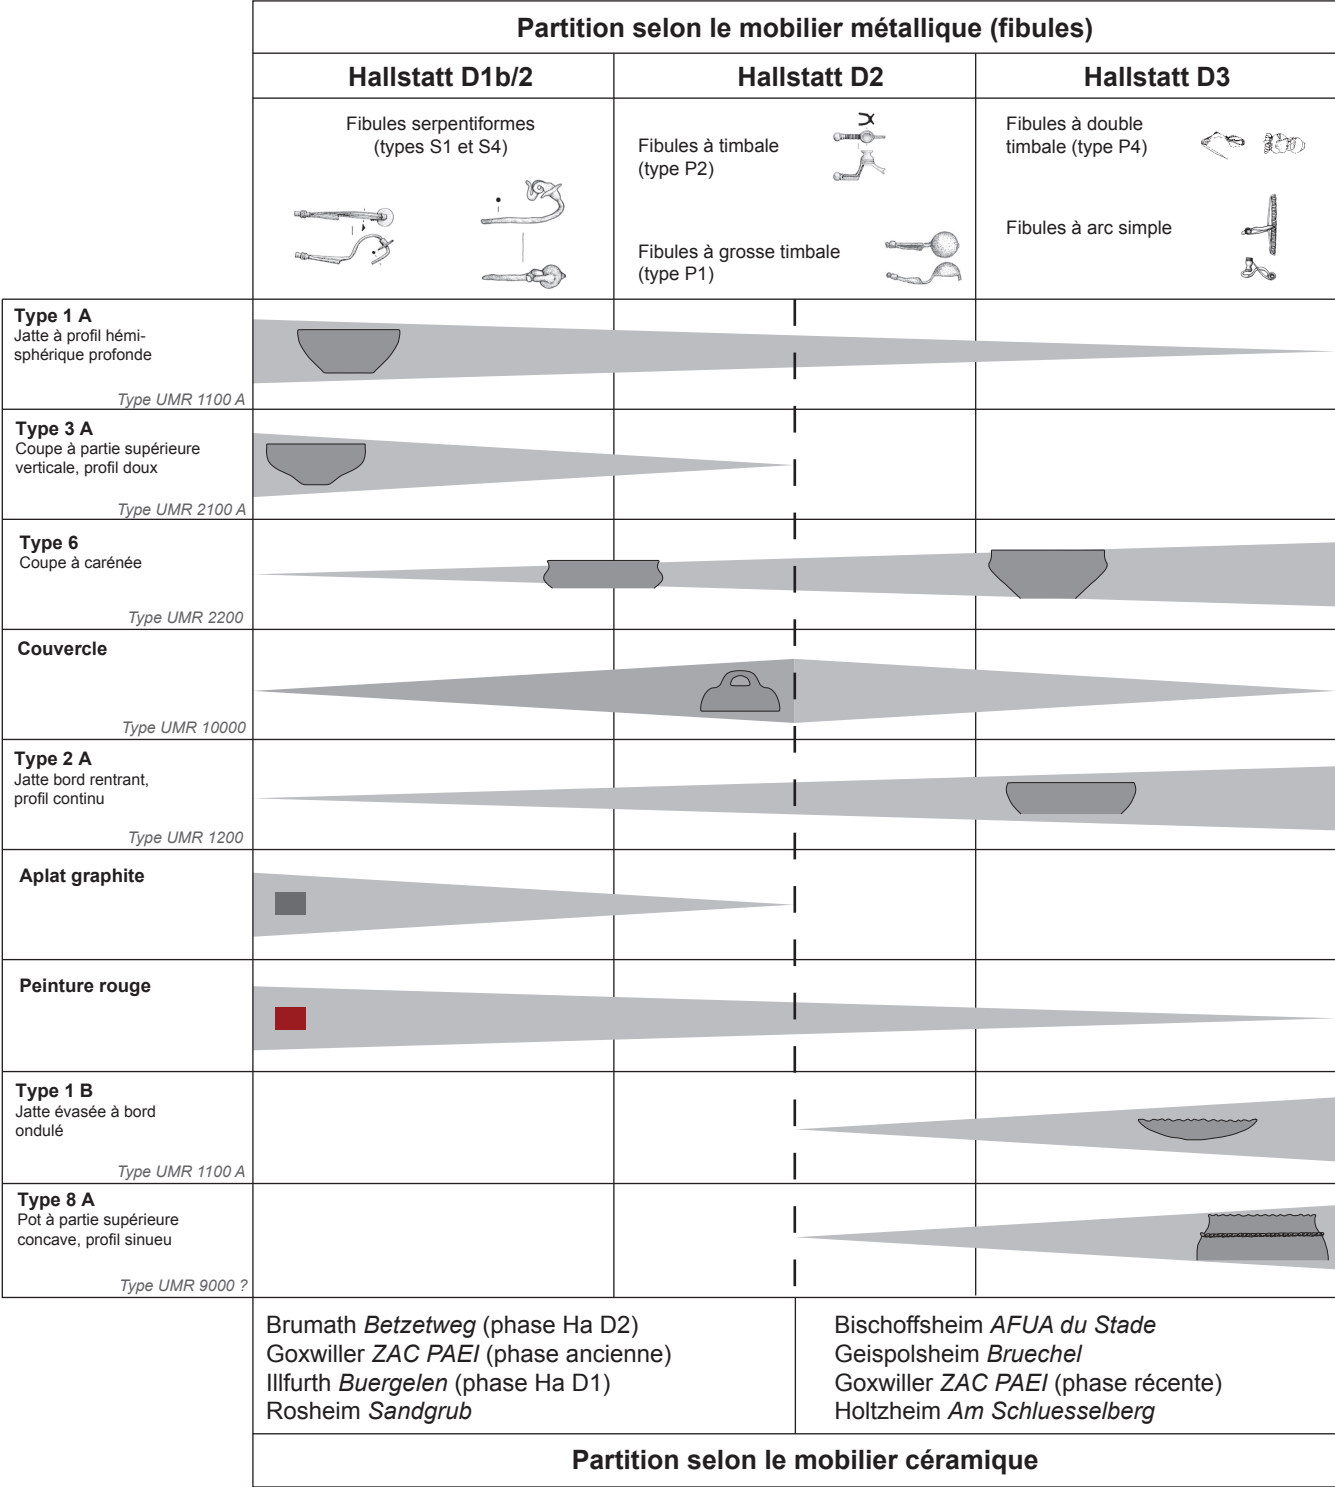 Partition selon le mobilier métallique (fibules)
Hallstatt D1b/2
Hallstatt D2
Hallstatt D3
Fibules serpentiformes
(types S1 et S4)
Fibules à timbale
(type P2)
Fibules à grosse timbale
(type P1)
Fibules à double
timbale (type P4)
Fibules à arc simple
Type 1 A
Jatte à profil hémi-
sphérique profonde
Type UMR 1100 A
Type 3 A
Coupe à partie supérieure
verticale, profil doux
Type UMR 2100 A
Type 6
Coupe à carénée
Type UMR 2200
Couvercle
Type UMR 10000
Type 2 A
Jatte bord rentrant,
profil continu
Type UMR 1200
Aplat graphite
Peinture rouge
Type 1 B
Jatte évasée à bord
ondulé
Type UMR 1100 A
Type 8 A
Pot à partie supérieure
concave, profil sinueu
Type UMR 9000 ?
Brumath Betzetweg (phase Ha D2)
Goxwiller ZAC PAEI (phase ancienne)
Illfurth Buergelen (phase Ha D1)
Rosheim Sandgrub
Bischoffsheim AFUA du Stade
Geispolsheim Bruechel
Goxwiller ZAC PAEI (phase récente)
Holtzheim Am Schluesselberg
Partition selon le mobilier céramique